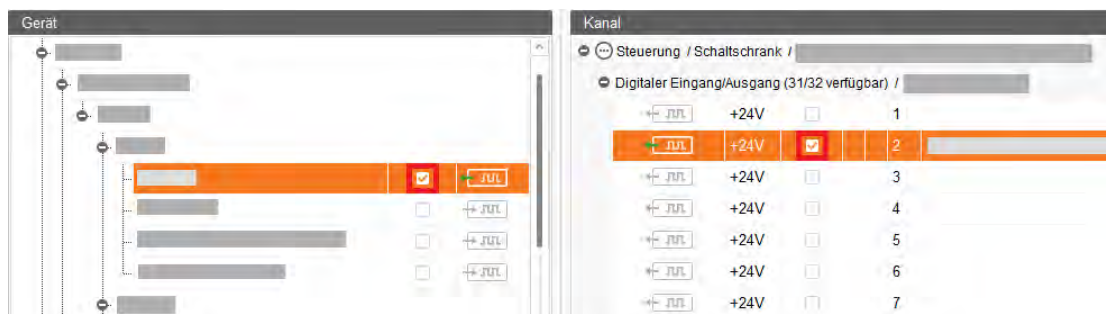 Gerät
Kanal
Steuerung / Schaltschrank /
Digitaler Eingang/Ausgang (31/32 verfügbar) /
+24V 1
+24V 2
+24V 3
+24V 4
+24V 5
+24V 6
+24V 7